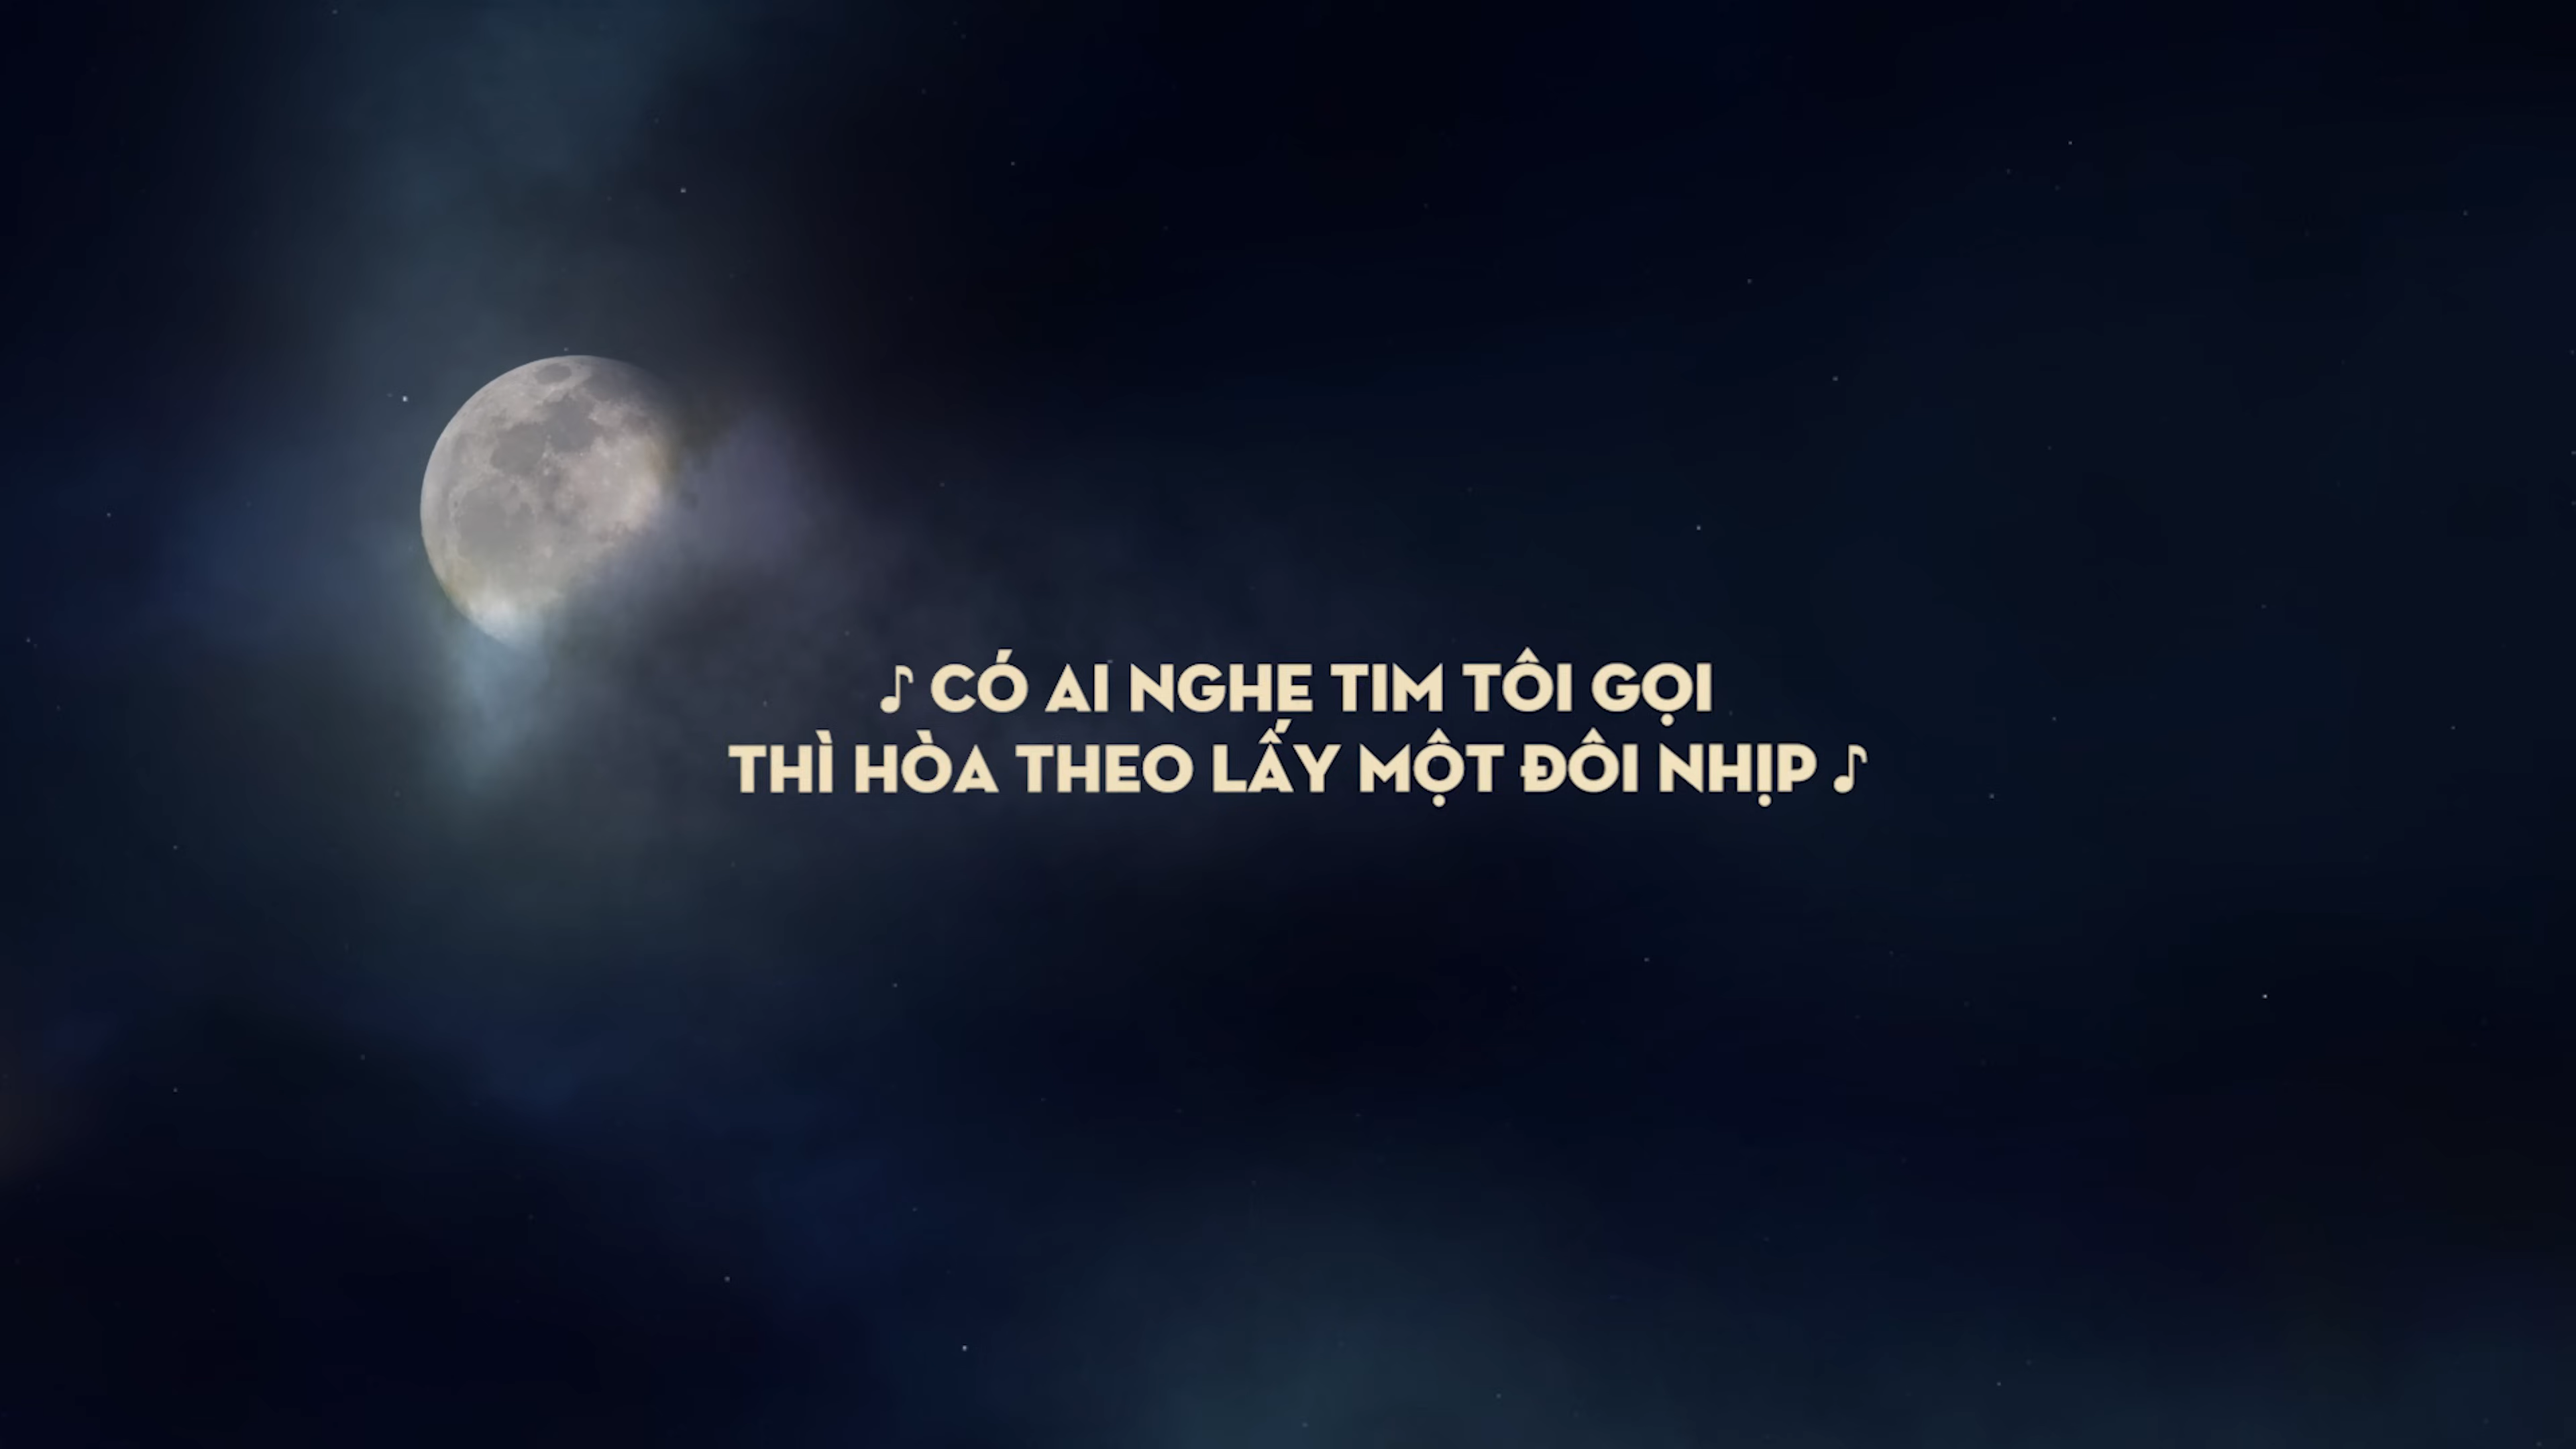 ♪ CÓ AI NGHE TIM TÔI GỌI
THÌ HÒA THEO LẤY MỘT ĐÔI NHỊP ♪